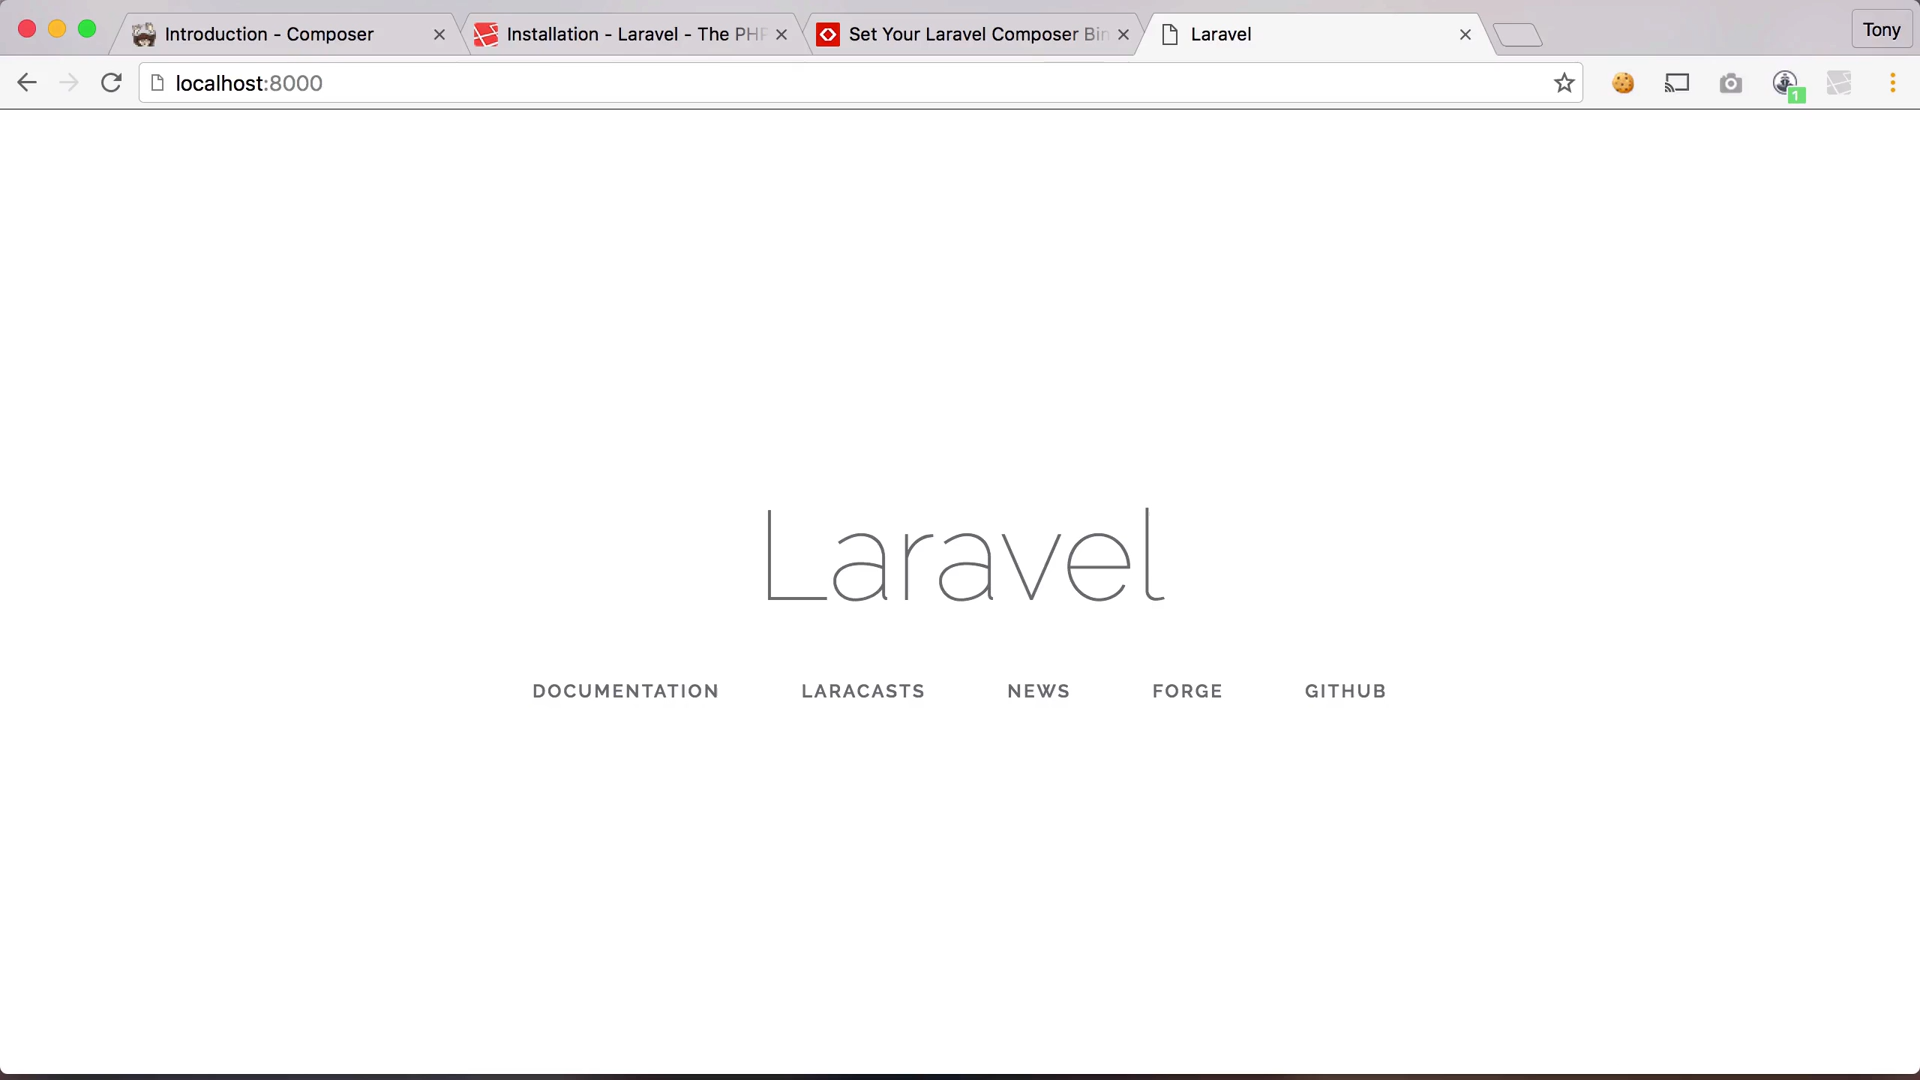 Introduction - Composer
Installation - Laravel - The PHP
Set Your Laravel Composer Bin
Laravel
Tony
localhost:8000
1
Laravel
DOCUMENTATION LARACASTS NEWS FORGE GITHUB